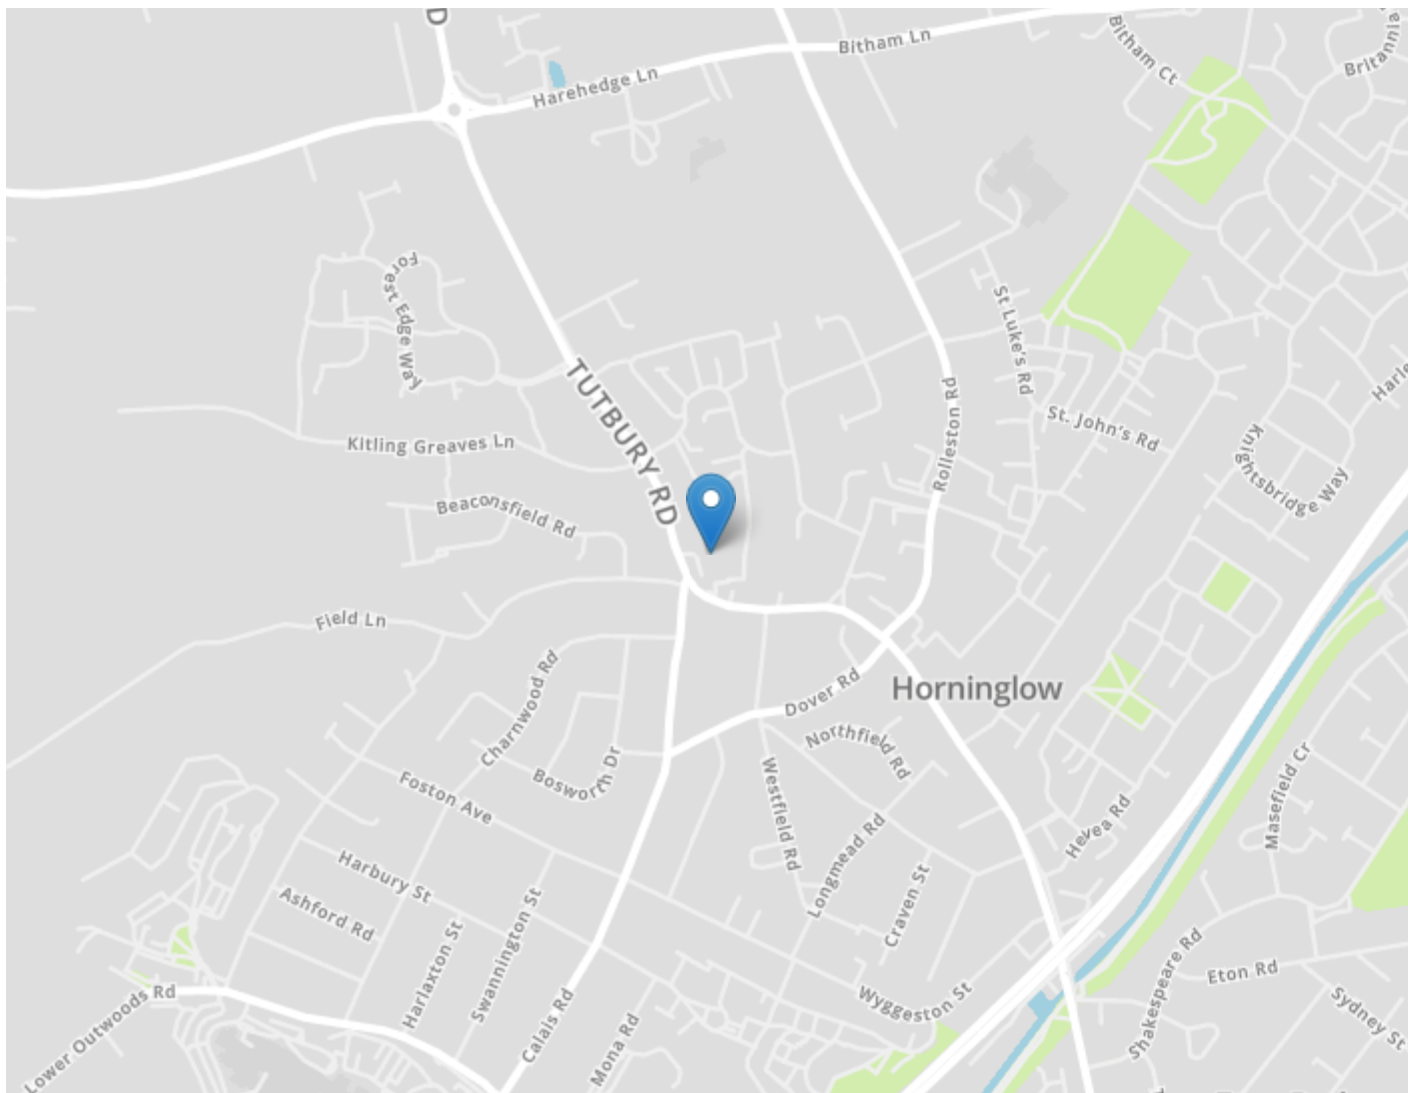 D
Bitham Ln
Bitham Ct
Britannia
Harehedge Ln
Forest Edge Way
St Luke's Rd
TUTBURY RD
Rolleston Rd
St. John's Rd
Knightsbridge Way
Kitling Greaves Ln
Beaconsfield Rd
Field Ln
Charnwood Rd
Dover Rd
Horninglow
Northfield Rd
Bosworth Dr
Foston Ave
Westfield Rd
Masefield Cr
Hevea Rd
Longmead Rd
Harbury St
Ashford Rd
Craven St
Swannington St
Harlaxton St
Shakespeare Rd
Eton Rd
Wyggeston St
Sydney St
Lower Outwoods Rd
Calais Rd
Mona Rd